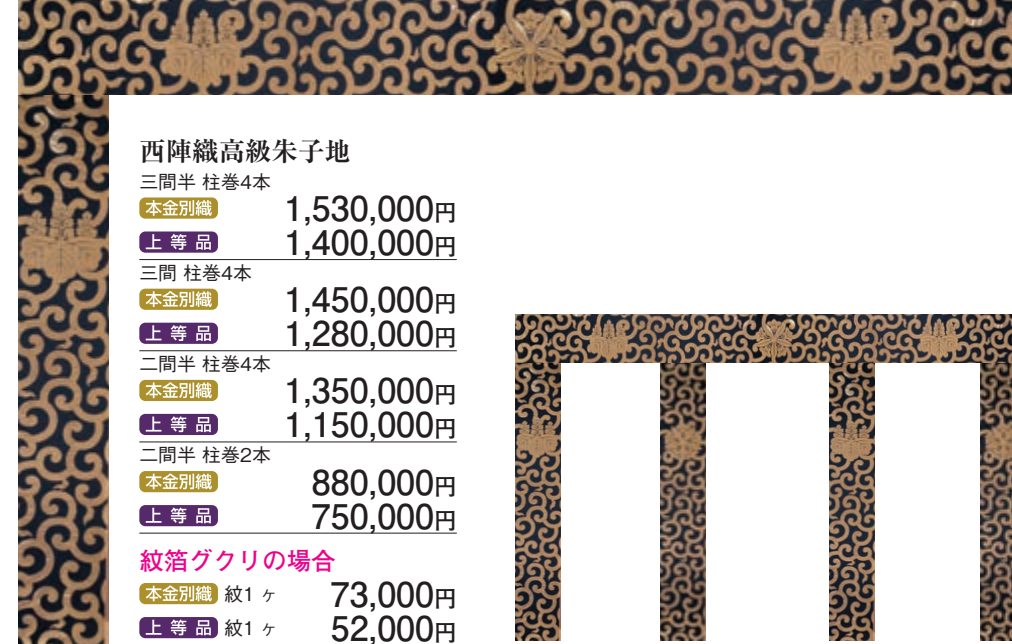 西陣織高級朱子地
三間半 柱巻4本
本金別織 1,530,000円
上等品 1,400,000円
三間 柱巻4本
本金別織 1,450,000円
上等品 1,280,000円
二間半 柱巻4本
本金別織 1,350,000円
上等品 1,150,000円
二間半 柱巻2本
本金別織 880,000円
上等品 750,000円
紋箔グクリの場合
本金別織 紋1ヶ 73,000円
上等品 紋1ヶ 52,000円